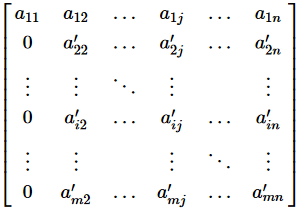 a₁₁ a₁₂ … a₁ⱼ … a₁ₙ
0 a′₂₂ … a′₂ⱼ … a′₂ₙ
⋮ ⋮ ⋱ ⋮ ⋮
0 a′ᵢ₂ … a′ᵢⱼ … a′ᵢₙ
⋮ ⋮ ⋮ ⋱ ⋮
0 a′ₘ₂ … a′ₘⱼ … a′ₘₙ